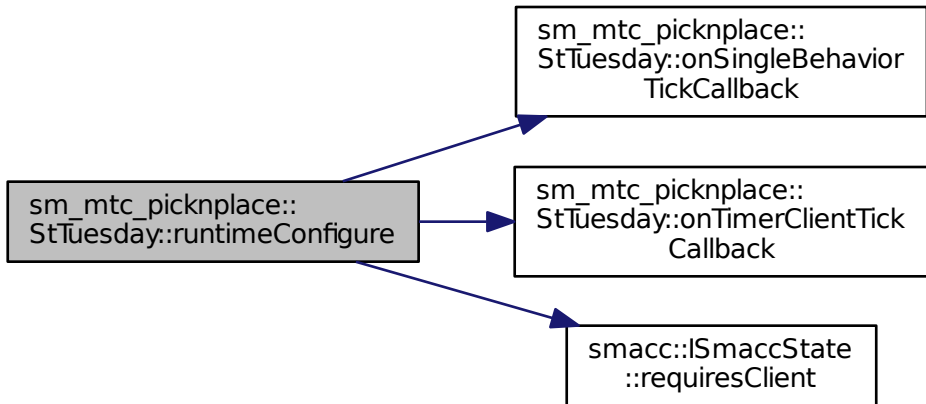 sm_mtc_picknplace::
StTuesday::onSingleBehavior
TickCallback
sm_mtc_picknplace::
StTuesday::runtimeConfigure
sm_mtc_picknplace::
StTuesday::onTimerClientTick
Callback
smacc::ISmaccState
::requiresClient